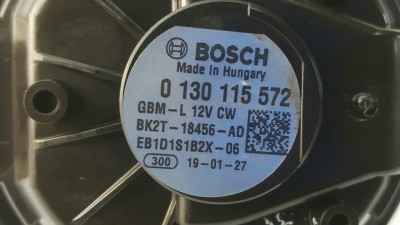 BOSCH
Made in Hungary
0 130 115 572
GBM-L 12V CW
BK2T-18456-AD
EB1D1S1B2X-06
300 19-01-27